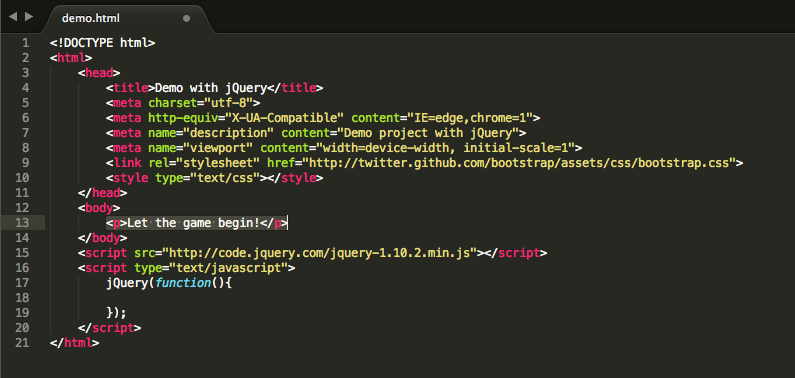 demo.html
1 <!DOCTYPE html>
2 <html>
3     <head>
4         <title>Demo with jQuery</title>
5         <meta charset="utf-8">
6         <meta http-equiv="X-UA-Compatible" content="IE=edge,chrome=1">
7         <meta name="description" content="Demo project with jQuery">
8         <meta name="viewport" content="width=device-width, initial-scale=1">
9         <link rel="stylesheet" href="http://twitter.github.com/bootstrap/assets/css/bootstrap.css">
10         <style type="text/css"></style>
11     </head>
12     <body>
13         <p>Let the game begin!</p>
14     </body>
15     <script src="http://code.jquery.com/jquery-1.10.2.min.js"></script>
16     <script type="text/javascript">
17         jQuery(function(){
18
19         });
20     </script>
21 </html>